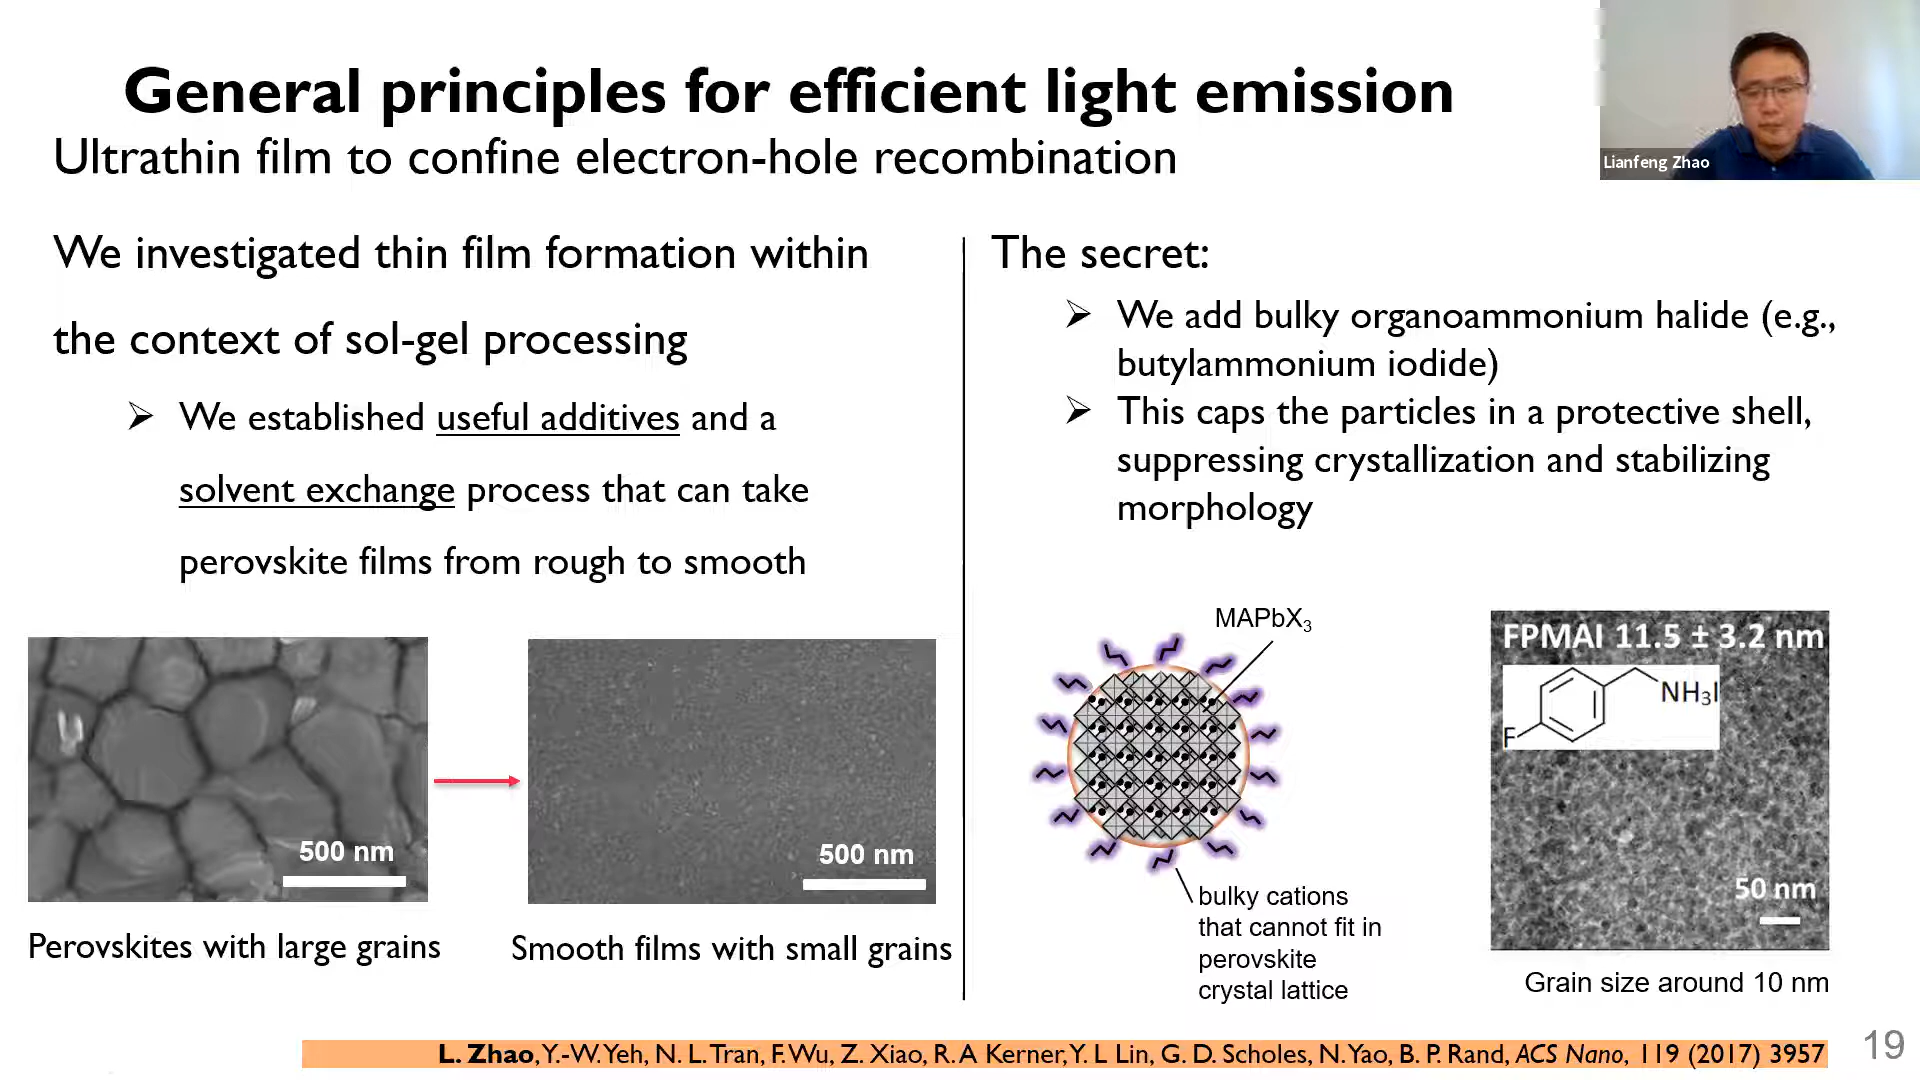 General principles for efficient light emission
Ultrathin film to confine electron-hole recombination
Lianfeng Zhao
We investigated thin film formation within
the context of sol-gel processing
➢ We established useful additives and a
solvent exchange process that can take
perovskite films from rough to smooth
500 nm
500 nm
Perovskites with large grains
Smooth films with small grains
The secret:
➢ We add bulky organoammonium halide (e.g.,
butylammonium iodide)
➢ This caps the particles in a protective shell,
suppressing crystallization and stabilizing
morphology
MAPbX₃
bulky cations
that cannot fit in
perovskite
crystal lattice
FPMAI 11.5 ± 3.2 nm
NH₃I
F
50 nm
Grain size around 10 nm
L. Zhao, Y.-W. Yeh, N. L. Tran, F. Wu, Z. Xiao, R. A Kerner, Y. L Lin, G. D. Scholes, N. Yao, B. P. Rand, ACS Nano, 119 (2017) 3957
19